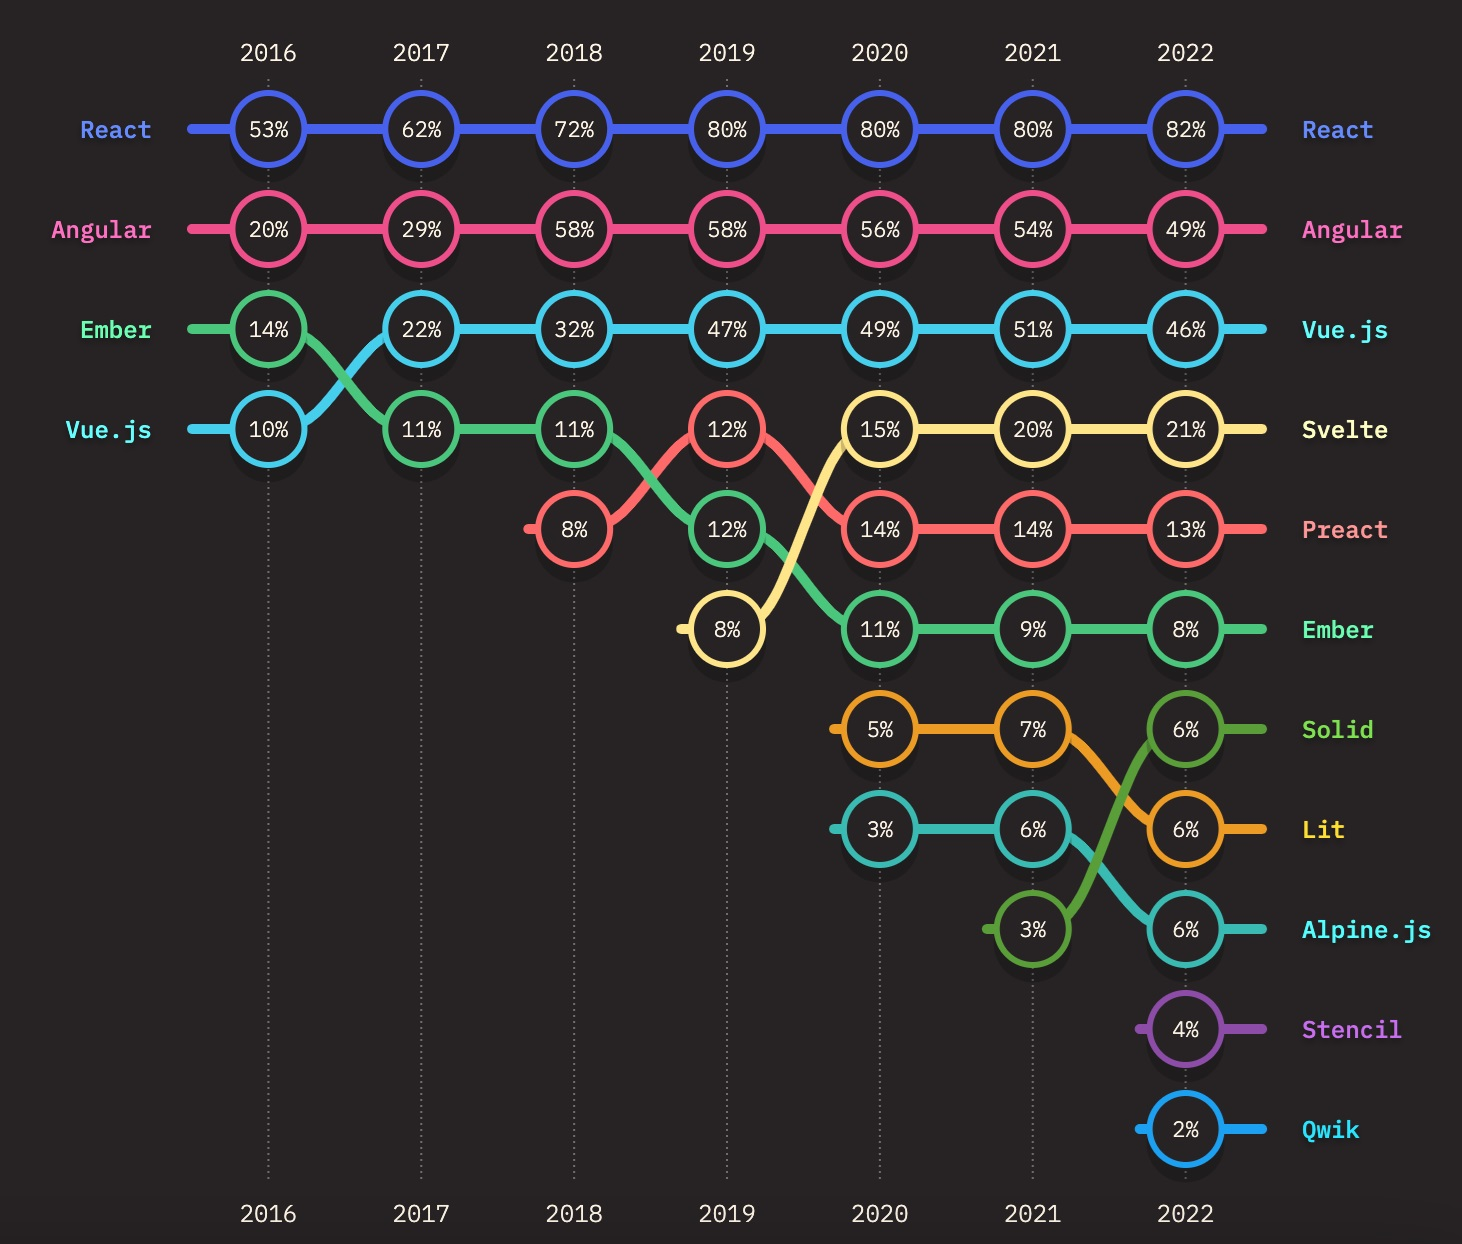 2016 2017 2018 2019 2020 2021 2022
React 53% 62% 72% 80% 80% 80% 82% React
Angular 20% 29% 58% 58% 56% 54% 49% Angular
Ember 14% 22% 32% 47% 49% 51% 46% Vue.js
Vue.js 10% 11% 11% 12% 15% 20% 21% Svelte
8% 12% 14% 14% 13% Preact
8% 11% 9% 8% Ember
5% 7% 6% Solid
3% 6% 6% Lit
3% 6% Alpine.js
4% Stencil
2% Qwik
2016 2017 2018 2019 2020 2021 2022